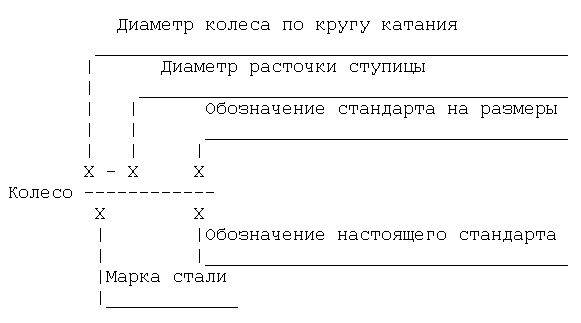 Диаметр колеса по кругу катания
Диаметр расточки ступицы
Обозначение стандарта на размеры
X - X X
Колесо ------------
X X
Обозначение настоящего стандарта
Марка стали